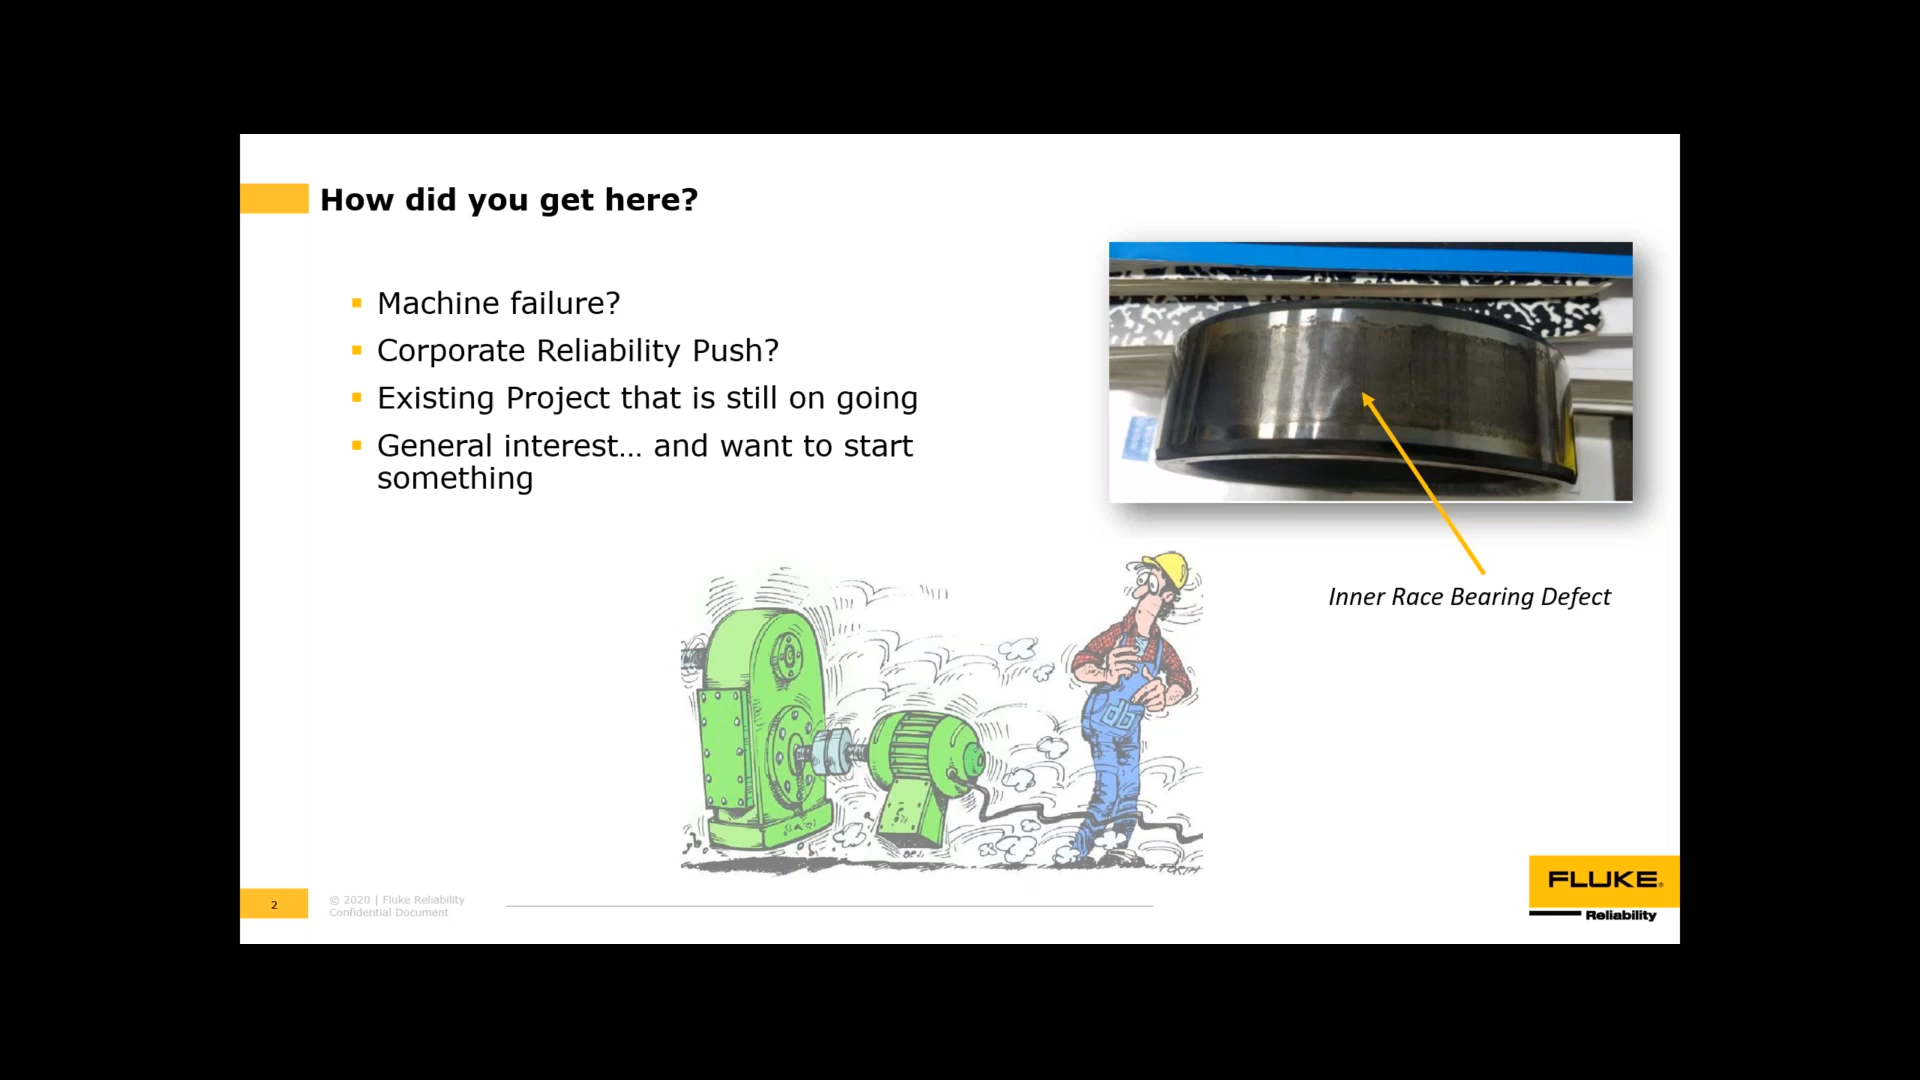 How did you get here?
Machine failure?
Corporate Reliability Push?
Existing Project that is still on going
General interest... and want to start
something
Inner Race Bearing Defect
2
© 2020 | Fluke Reliability
Confidential Document
FLUKE®
Reliability